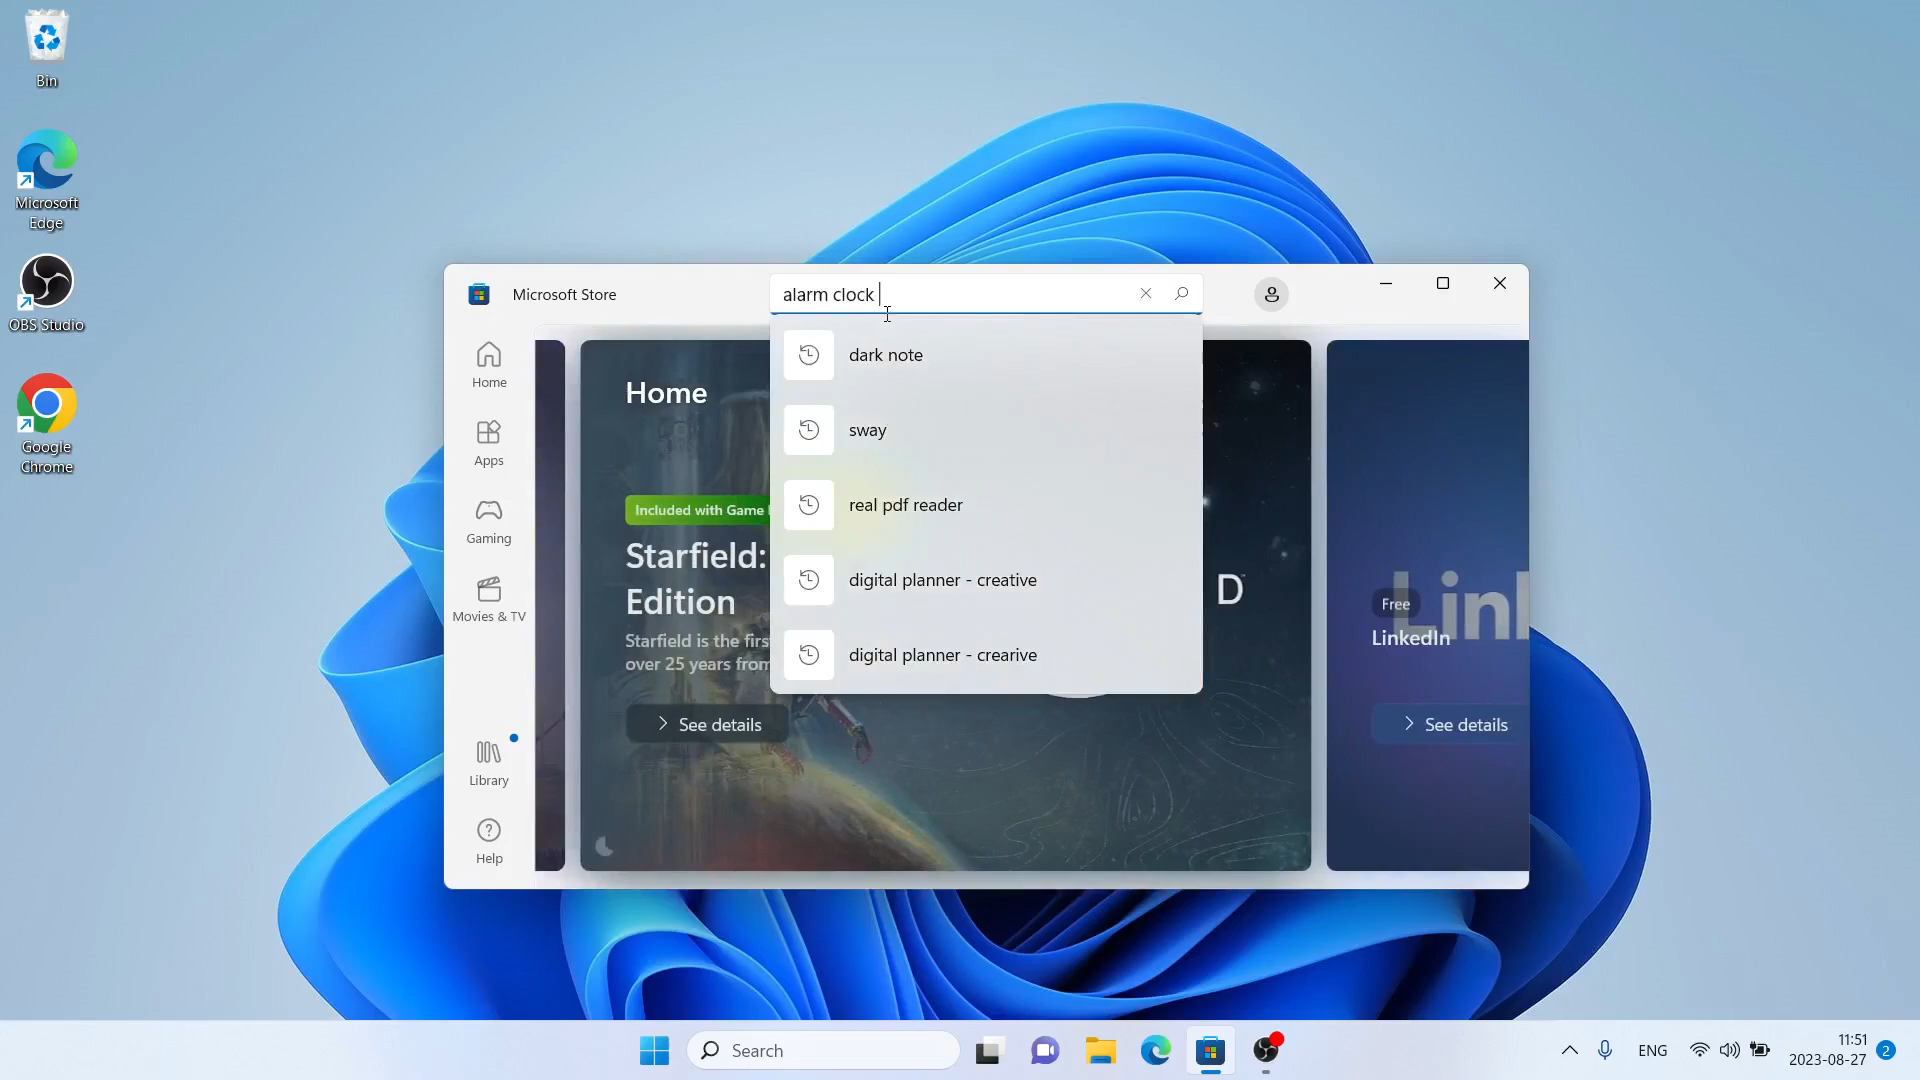 Bin
Microsoft
Edge
OBS Studio
Google
Chrome
Microsoft Store
alarm clock
dark note
sway
real pdf reader
digital planner - creative
digital planner - crearive
Home
Apps
Gaming
Movies & TV
Library
Help
Home
Included with Game
Starfield:
Edition
Starfield is the firs
over 25 years from
See details
D
Free
LinkedIn
See details
Search
ENG
11:51
2023-08-27
2